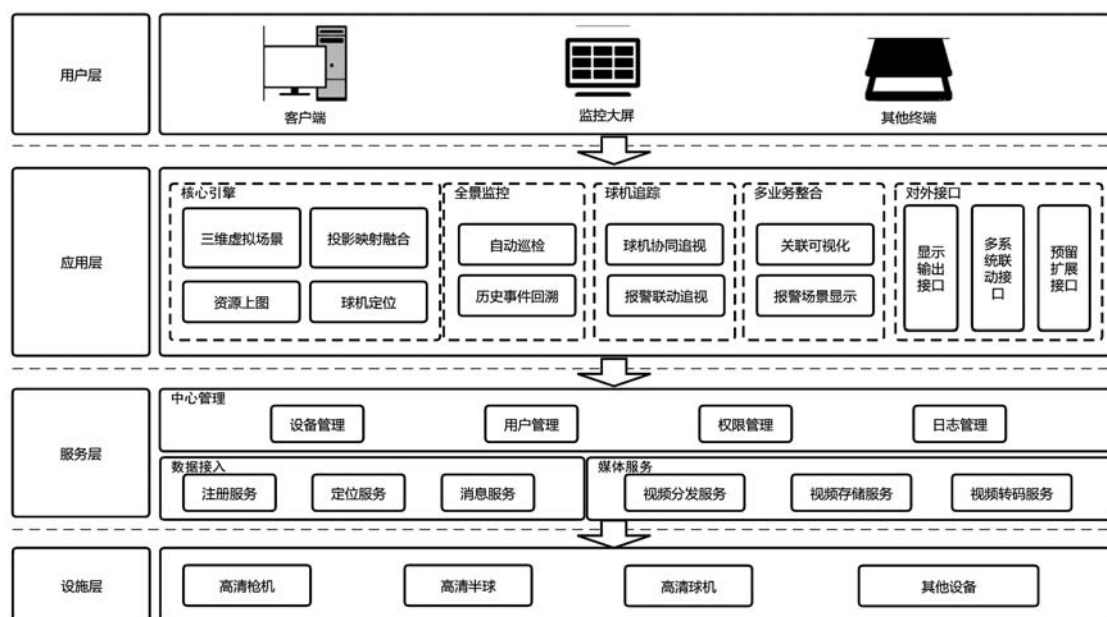 用户层
客户端
监控大屏
其他终端
应用层
核心引擎
三维虚拟场景
投影映射融合
资源上图
球机定位
全景监控
自动巡检
历史事件回溯
球机追踪
球机协同追视
报警联动追视
多业务整合
关联可视化
报警场景显示
对外接口
显示
输出
接口
多系
统联
动接
口
预留
扩展
接口
服务层
中心管理
设备管理
用户管理
权限管理
日志管理
数据接入
注册服务
定位服务
消息服务
媒体服务
视频分发服务
视频存储服务
视频转码服务
设施层
高清枪机
高清半球
高清球机
其他设备